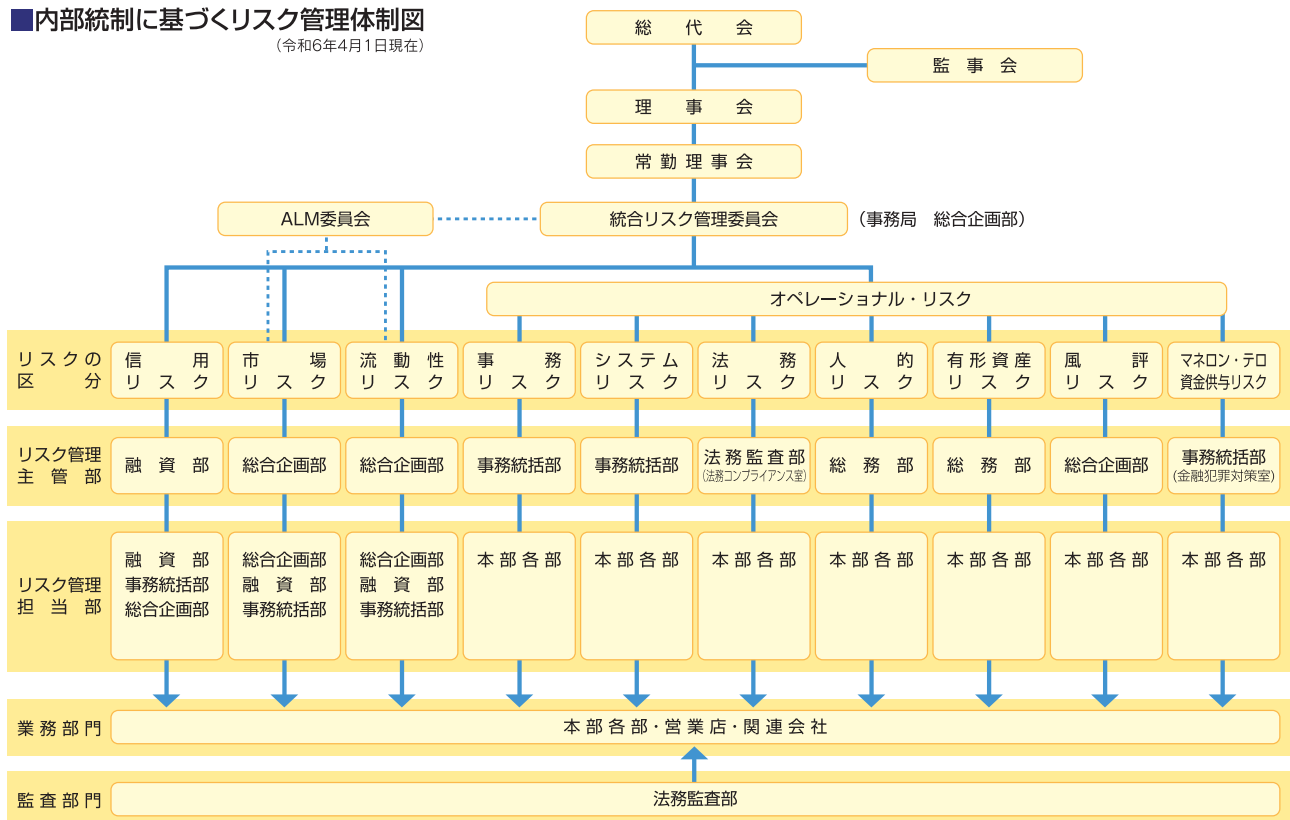 ■内部統制に基づくリスク管理体制図
（令和6年4月1日現在）
総代会
監事会
理事会
常勤理事会
ALM委員会
統合リスク管理委員会
（事務局　総合企画部）
オペレーショナル・リスク
リスクの
区分
信用
リスク
市場
リスク
流動性
リスク
事務
リスク
システム
リスク
法務
リスク
人的
リスク
有形資産
リスク
風評
リスク
マネロン・テロ
資金供与リスク
リスク管理
主管部
融資部
総合企画部
総合企画部
事務統括部
事務統括部
法務監査部
（法務コンプライアンス室）
総務部
総務部
総合企画部
事務統括部
(金融犯罪対策室)
リスク管理
担当部
融資部
事務統括部
総合企画部
総合企画部
融資部
事務統括部
総合企画部
融資部
事務統括部
本部各部
本部各部
本部各部
本部各部
本部各部
本部各部
本部各部
業務部門
本部各部・営業店・関連会社
監査部門
法務監査部